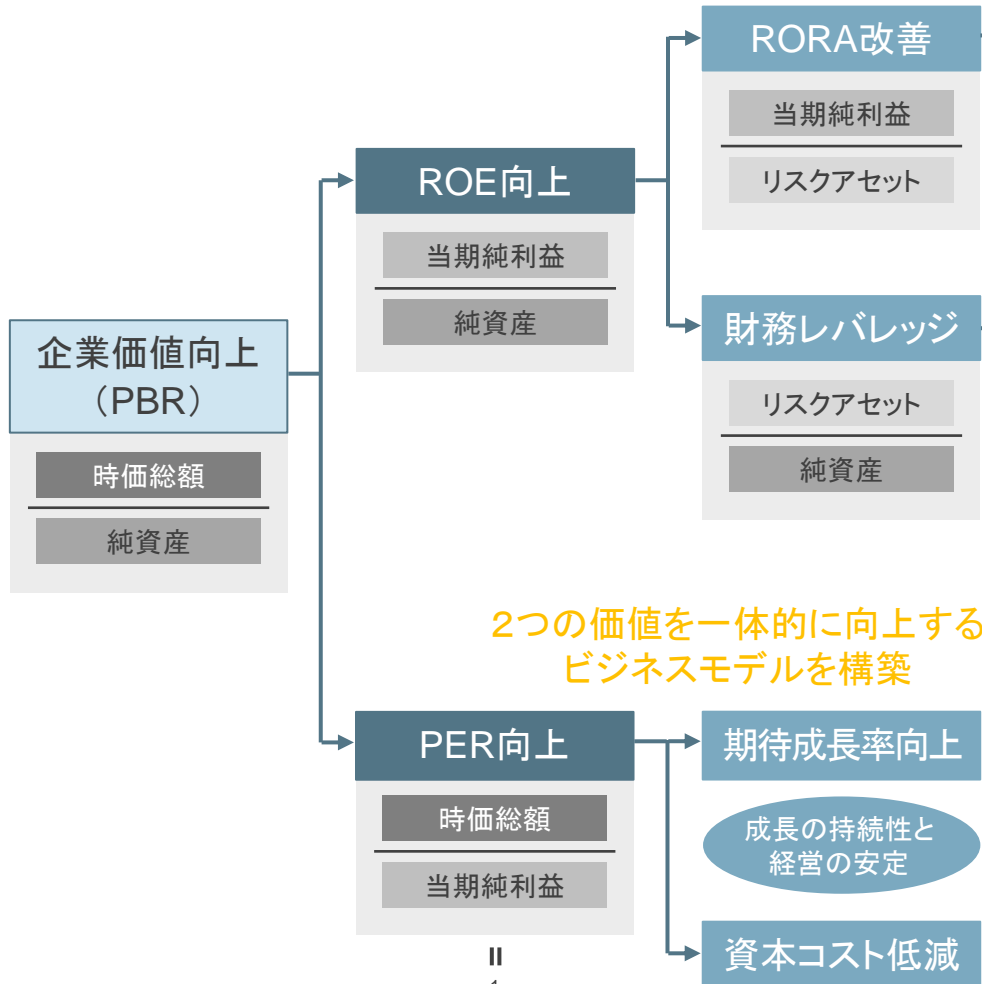 企業価値向上
（PBR）
時価総額
純資産
ROE向上
当期純利益
純資産
RORA改善
当期純利益
リスクアセット
財務レバレッジ
リスクアセット
純資産
2つの価値を一体的に向上する
ビジネスモデルを構築
PER向上
時価総額
当期純利益
=
期待成長率向上
成長の持続性と
経営の安定
資本コスト低減